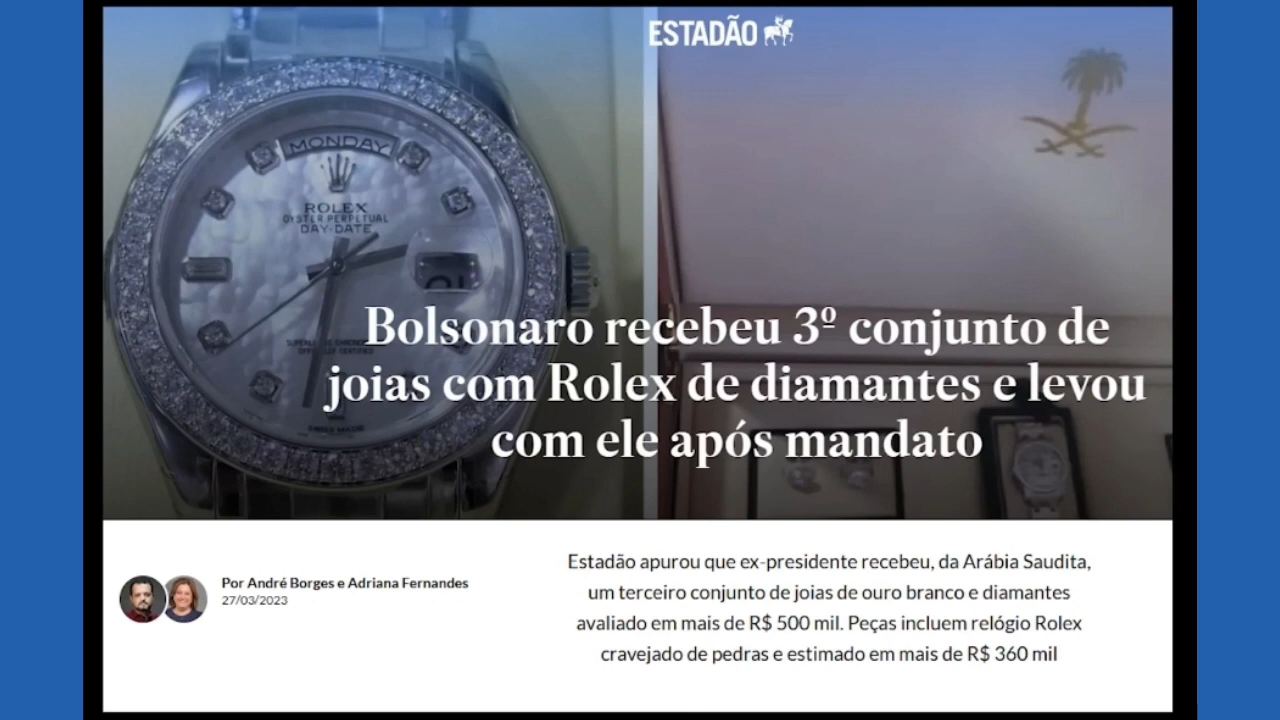 ESTADÃO
MONDAY
ROLEX
OYSTER PERPETUAL
DAY-DATE
Bolsonaro recebeu 3º conjunto de
joias com Rolex de diamantes e levou
com ele após mandato
SWISS MADE
Estadão apurou que ex-presidente recebeu, da Arábia Saudita,
um terceiro conjunto de joias de ouro branco e diamantes
avaliado em mais de R$ 500 mil. Peças incluem relógio Rolex
cravejado de pedras e estimado em mais de R$ 360 mil
Por André Borges e Adriana Fernandes
27/03/2023